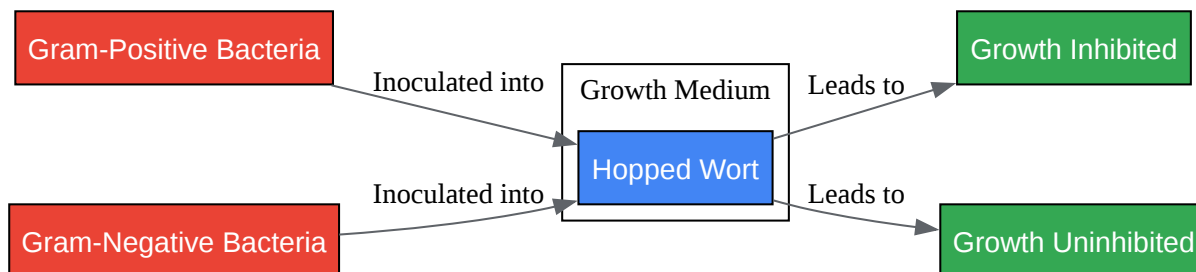 Gram-Positive Bacteria
Inoculated into
Growth Medium
Leads to
Growth Inhibited
Hopped Wort
Gram-Negative Bacteria
Inoculated into
Leads to
Growth Uninhibited